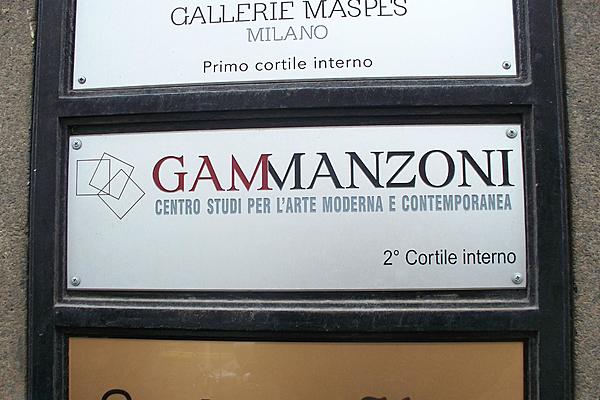 GALLERIE MASPES
MILANO
Primo cortile interno
GAMMANZONI
CENTRO STUDI PER L'ARTE MODERNA E CONTEMPORANEA
2° Cortile interno